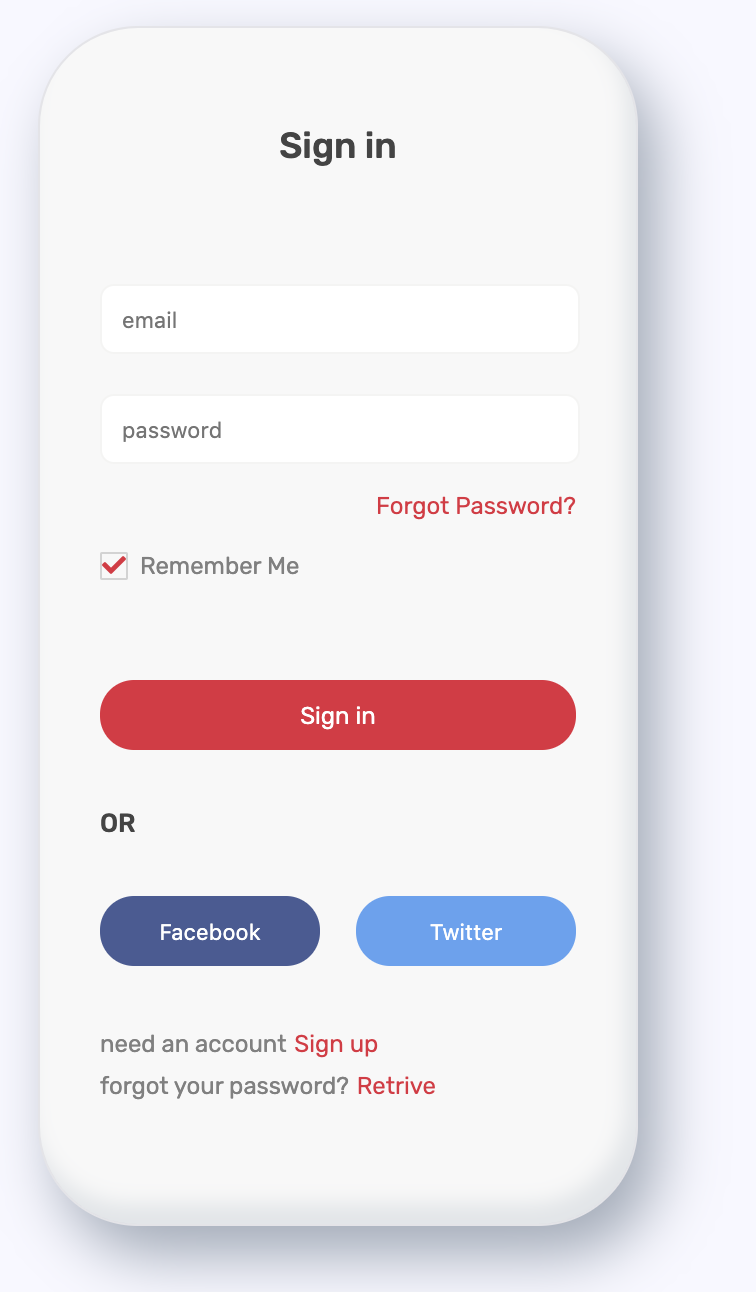 Sign in
email
password
Forgot Password?
Remember Me
Sign in
OR
Facebook Twitter
need an account Sign up
forgot your password? Retrive